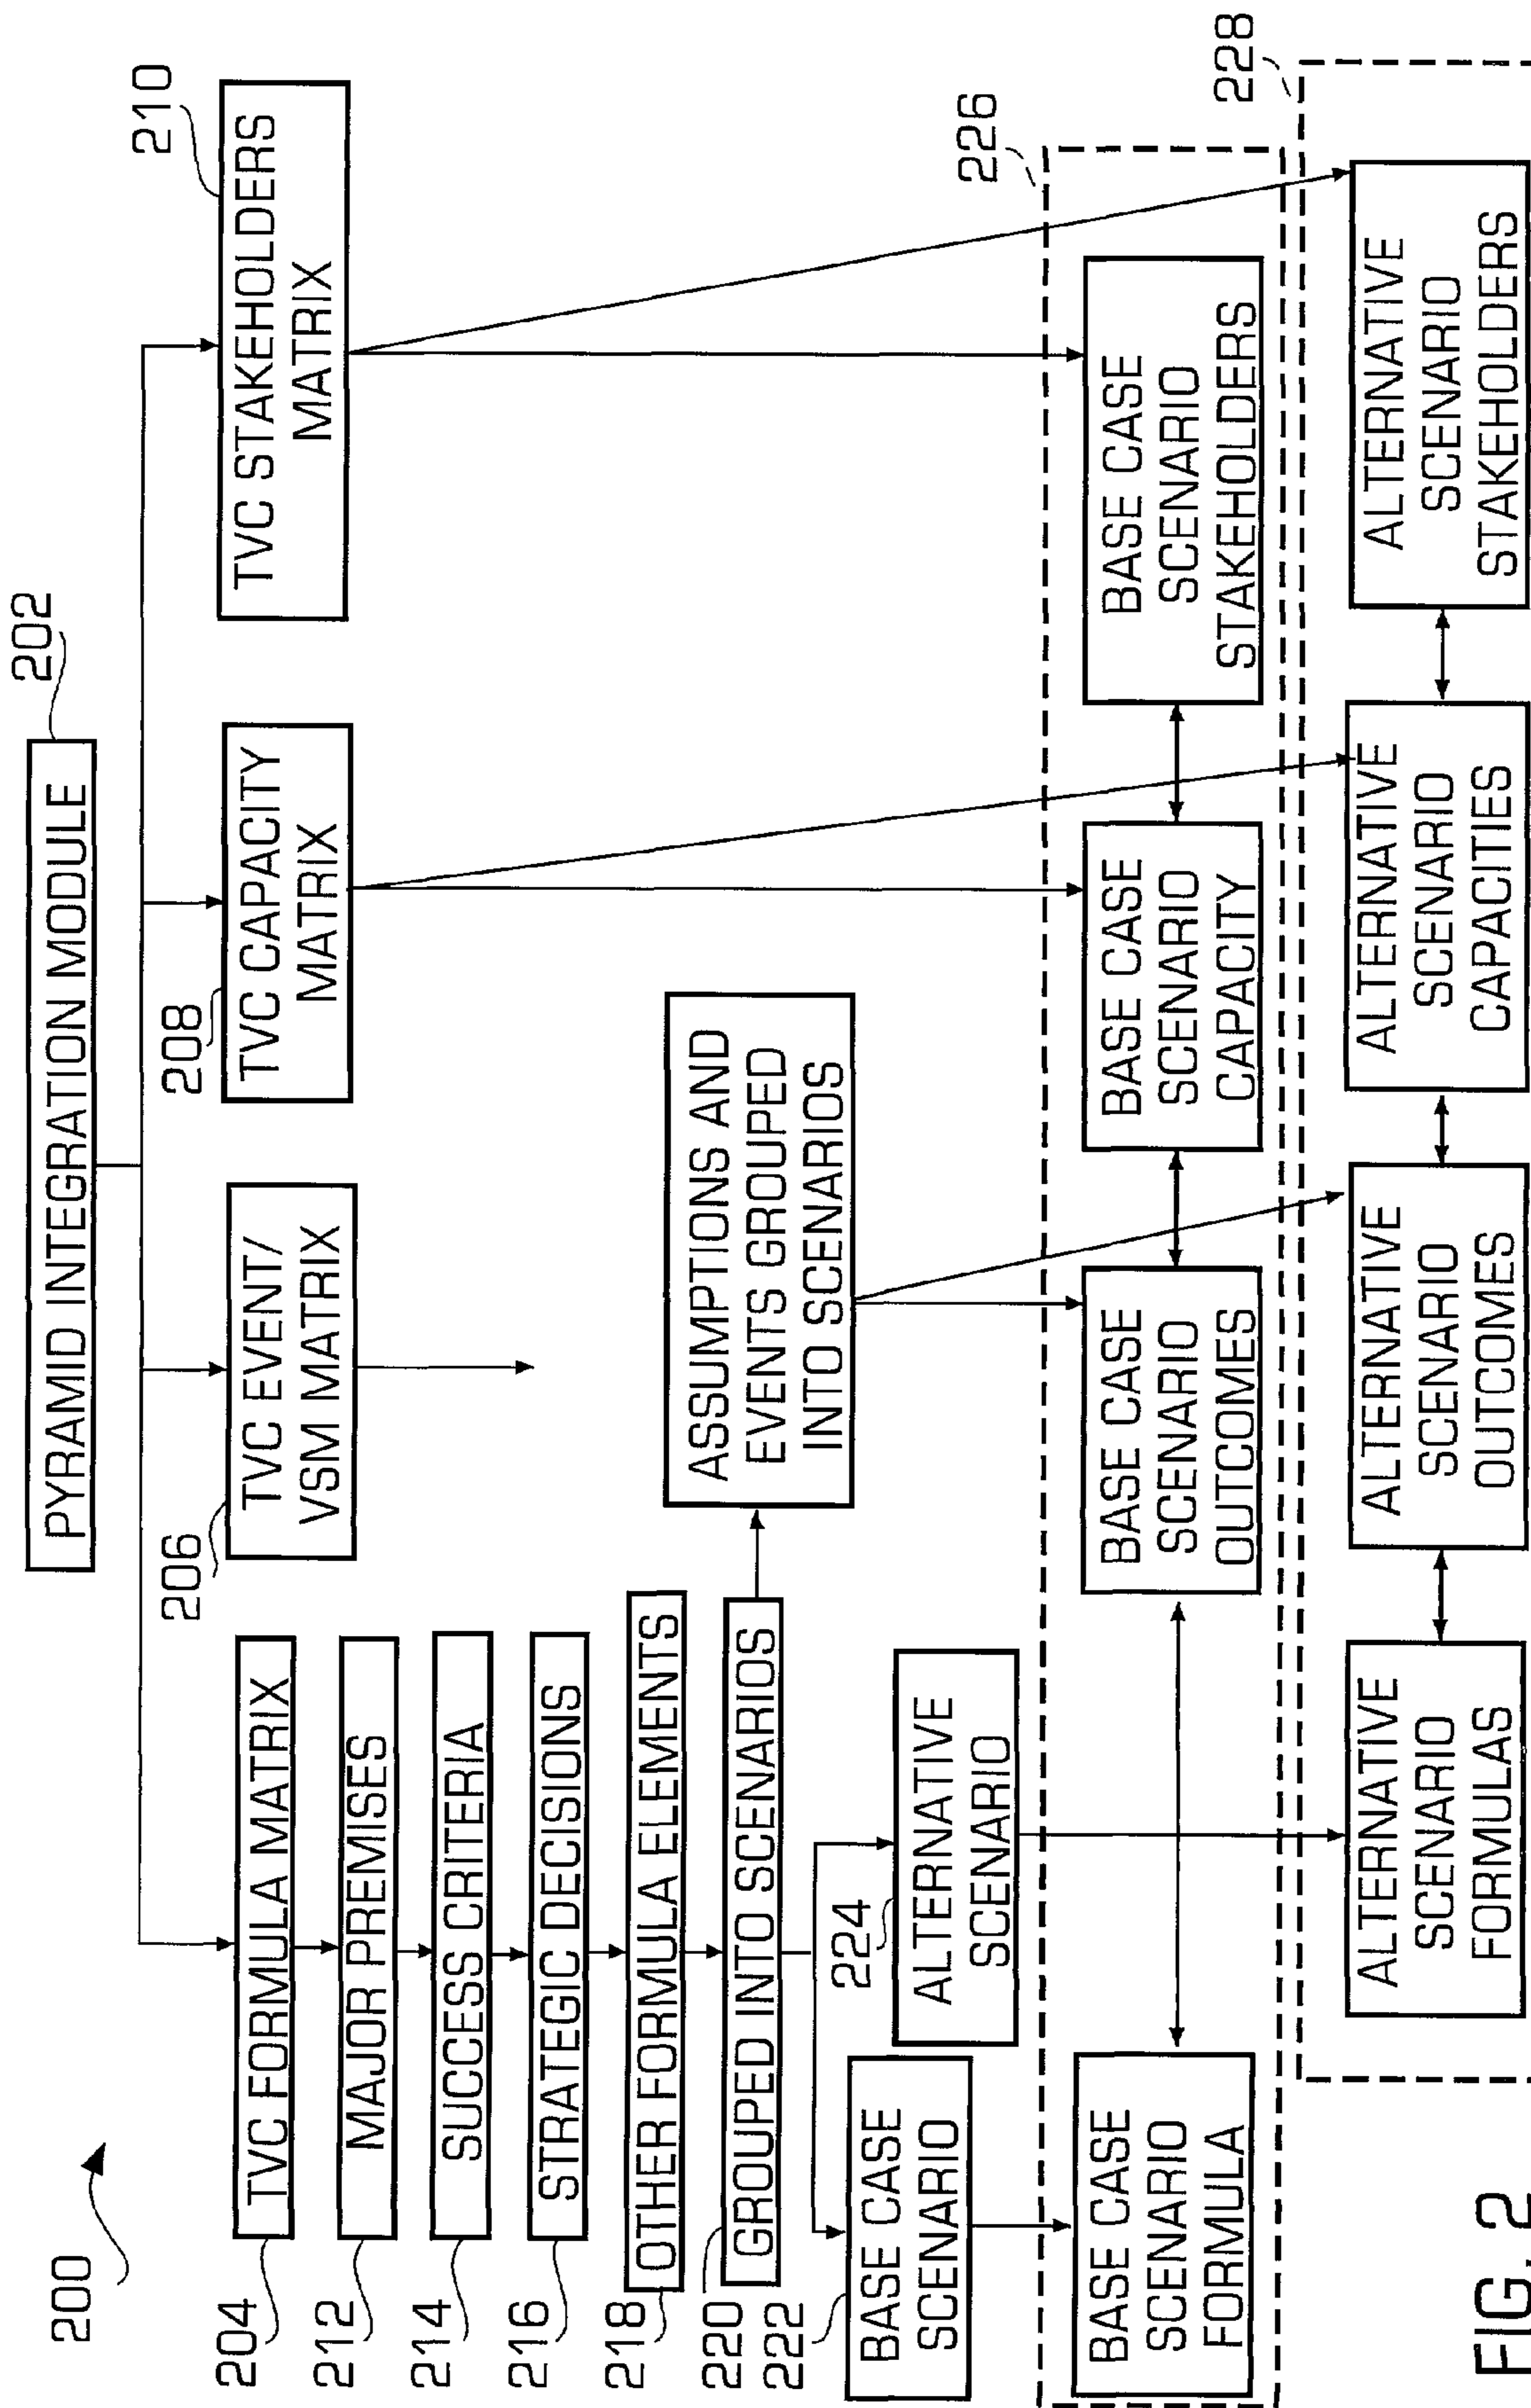 200
PYRAMID INTEGRATION MODULE
202
204
TVC FORMULA MATRIX
206
TVC EVENT/
VSM MATRIX
208
TVC CAPACITY
MATRIX
210
TVC STAKEHOLDERS
MATRIX
212
MAJOR PREMISES
214
SUCCESS CRITERIA
216
STRATEGIC DECISIONS
218
OTHER FORMULA ELEMENTS
220
GROUPED INTO SCENARIOS
ASSUMPTIONS AND
EVENTS GROUPED
INTO SCENARIOS
222
BASE CASE
SCENARIO
224
ALTERNATIVE
SCENARIO
226
BASE CASE
SCENARIO
FORMULA
BASE CASE
SCENARIO
OUTCOMES
BASE CASE
SCENARIO
CAPACITY
BASE CASE
SCENARIO
STAKEHOLDERS
228
ALTERNATIVE
SCENARIO
FORMULAS
ALTERNATIVE
SCENARIO
OUTCOMES
ALTERNATIVE
SCENARIO
CAPACITIES
ALTERNATIVE
SCENARIO
STAKEHOLDERS
FIG. 2